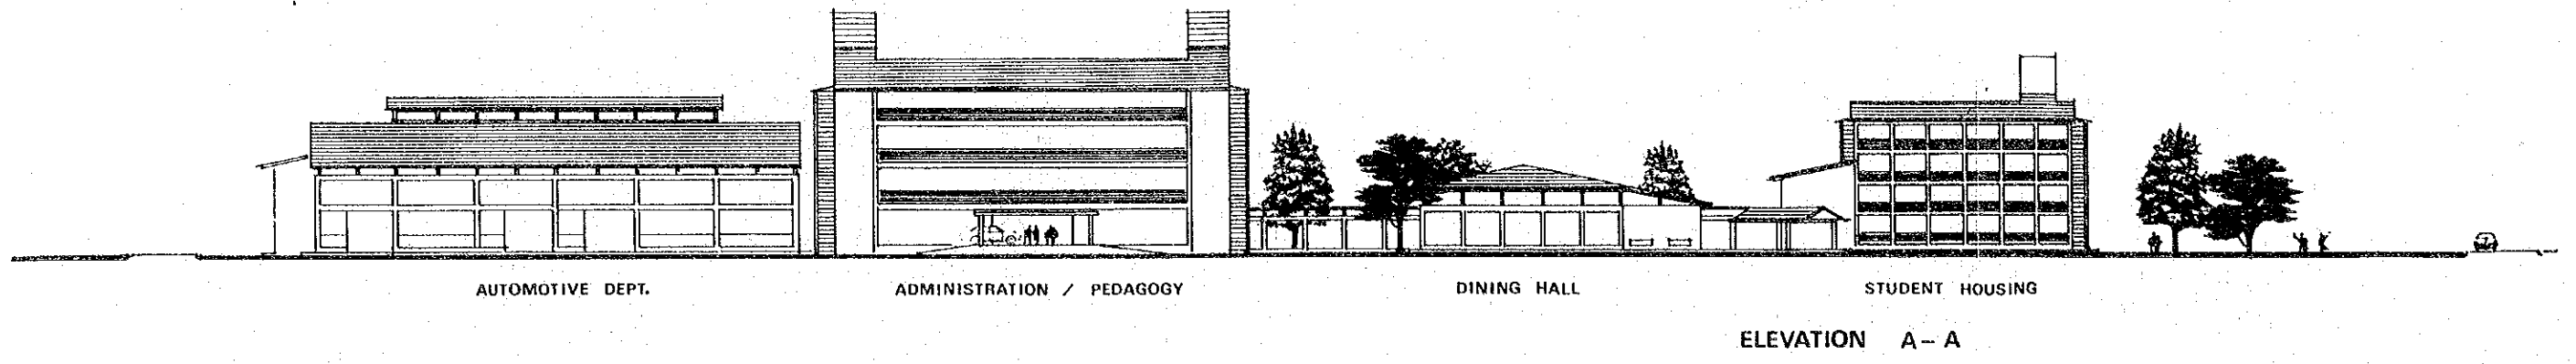 AUTOMOTIVE DEPT.
ADMINISTRATION / PEDAGOGY
DINING HALL
STUDENT HOUSING
ELEVATION A-A